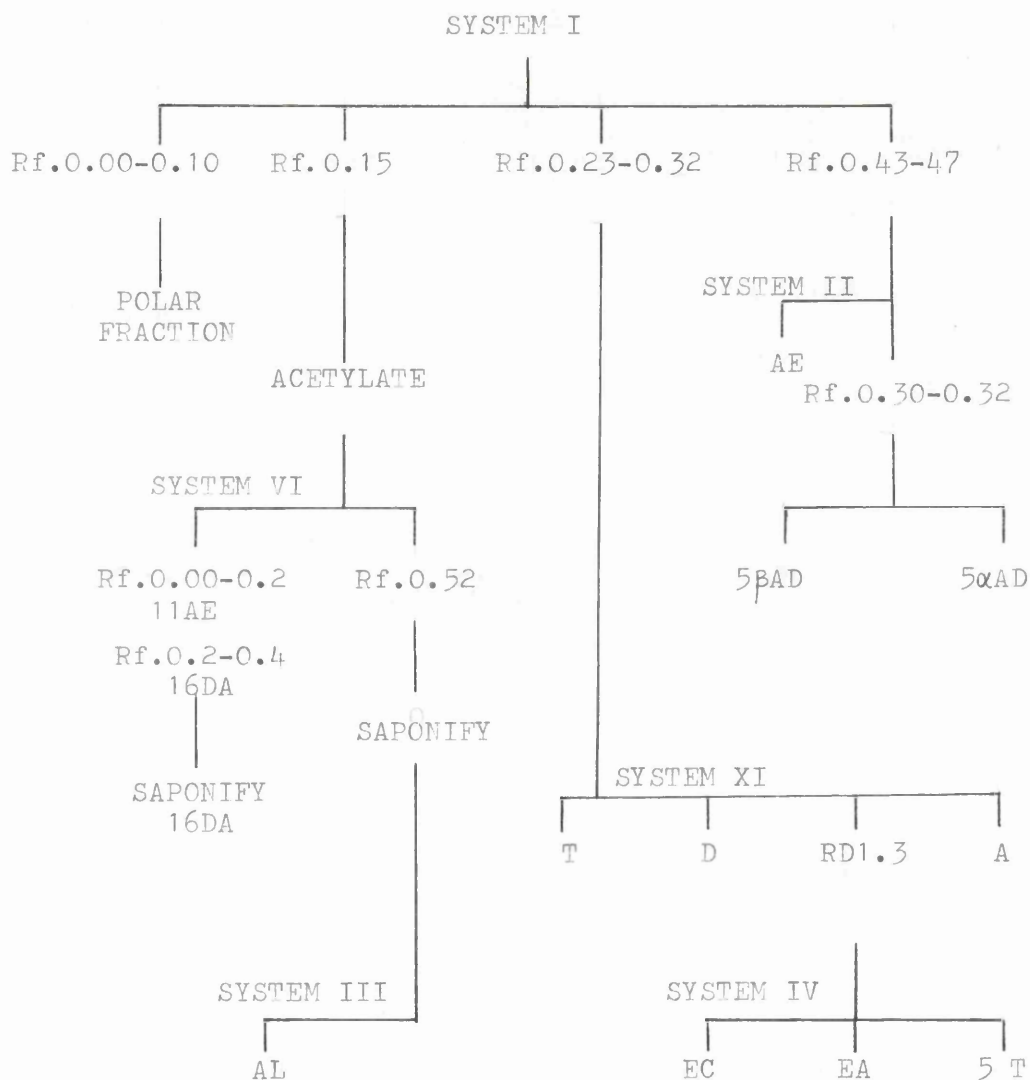 SYSTEM I
Rf.0.00-0.10 Rf.0.15 Rf.0.23-0.32 Rf.0.43-47
POLAR
FRACTION
SYSTEM II
ACETYLATE
AE
Rf.0.30-0.32
SYSTEM VI
Rf.0.00-0.2 Rf.0.52 5βAD 5αAD
11AE
Rf.0.2-0.4
16DA
SAPONIFY
SAPONIFY
16DA
SYSTEM XI
T D RD1.3 A
SYSTEM III SYSTEM IV
AL EC EA 5 T